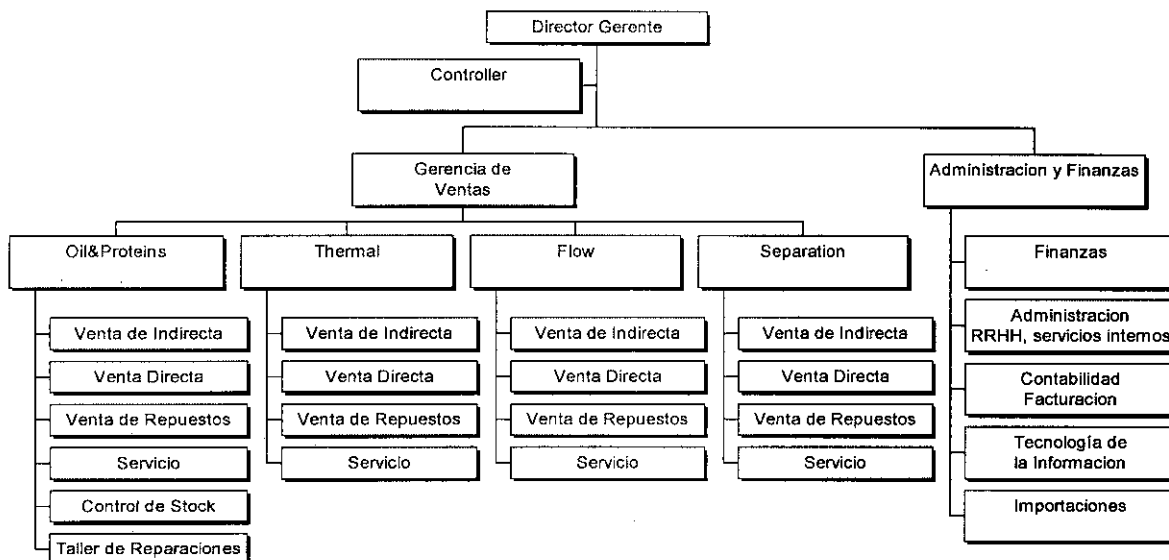 Director Gerente
Controller
Gerencia de
Ventas
Administracion y Finanzas
Oil&Proteins
Thermal
Flow
Separation
Finanzas
Venta de Indirecta
Venta de Indirecta
Venta de Indirecta
Venta de Indirecta
Administracion
RRHH, servicios internos
Venta Directa
Venta Directa
Venta Directa
Venta Directa
Contabilidad
Facturacion
Venta de Repuestos
Venta de Repuestos
Venta de Repuestos
Venta de Repuestos
Servicio
Servicio
Servicio
Servicio
Tecnología de
la Informacion
Control de Stock
Importaciones
Taller de Reparaciones